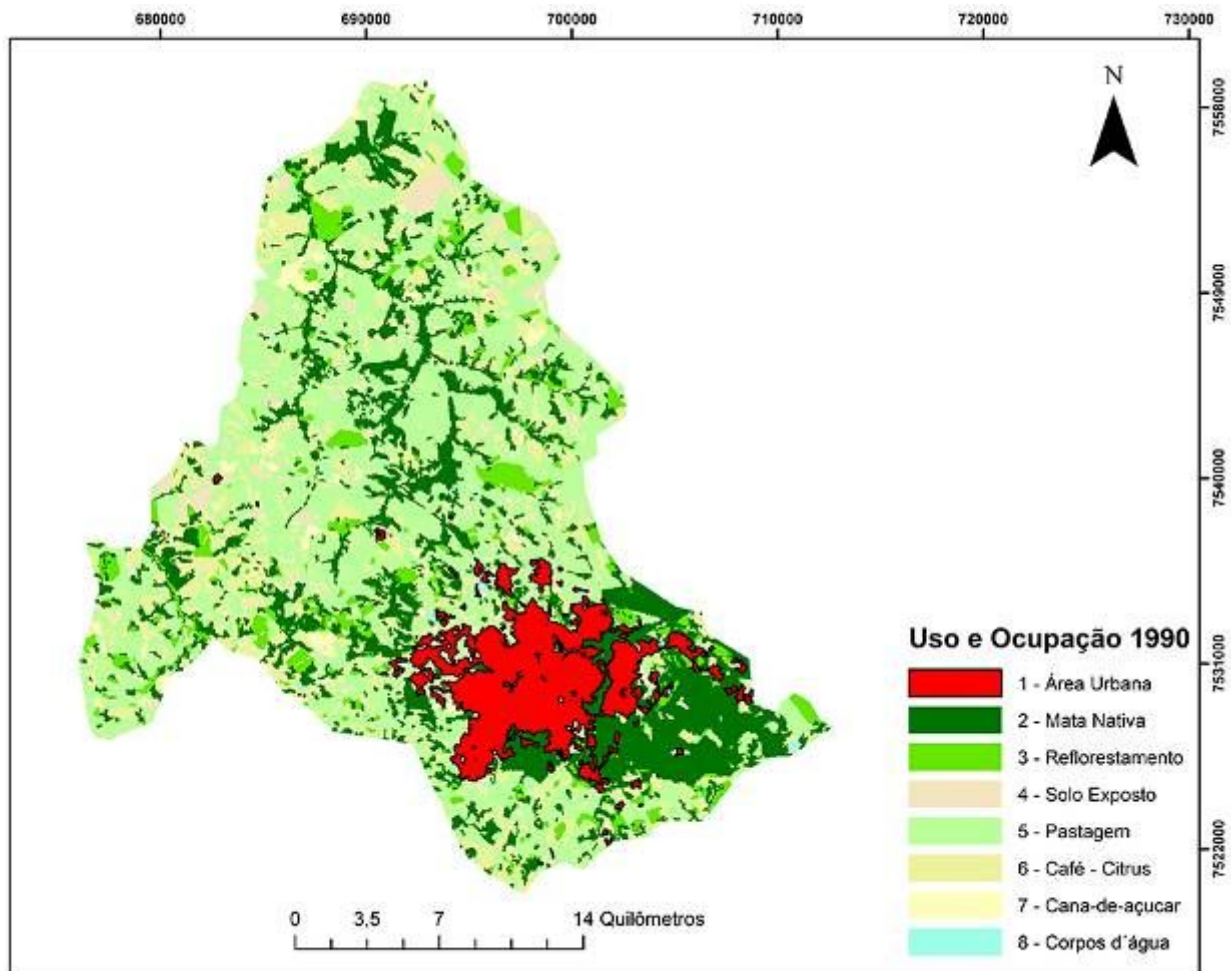 680000 690000 700000 710000 720000 730000
N
7558000
7549000
7540000
7531000
7522000
Uso e Ocupação 1990
1 - Área Urbana
2 - Mata Nativa
3 - Reflorestamento
4 - Solo Exposto
5 - Pastagem
6 - Café - Citrus
7 - Cana-de-açucar
8 - Corpos d´água
0 3,5 7 14 Quilômetros